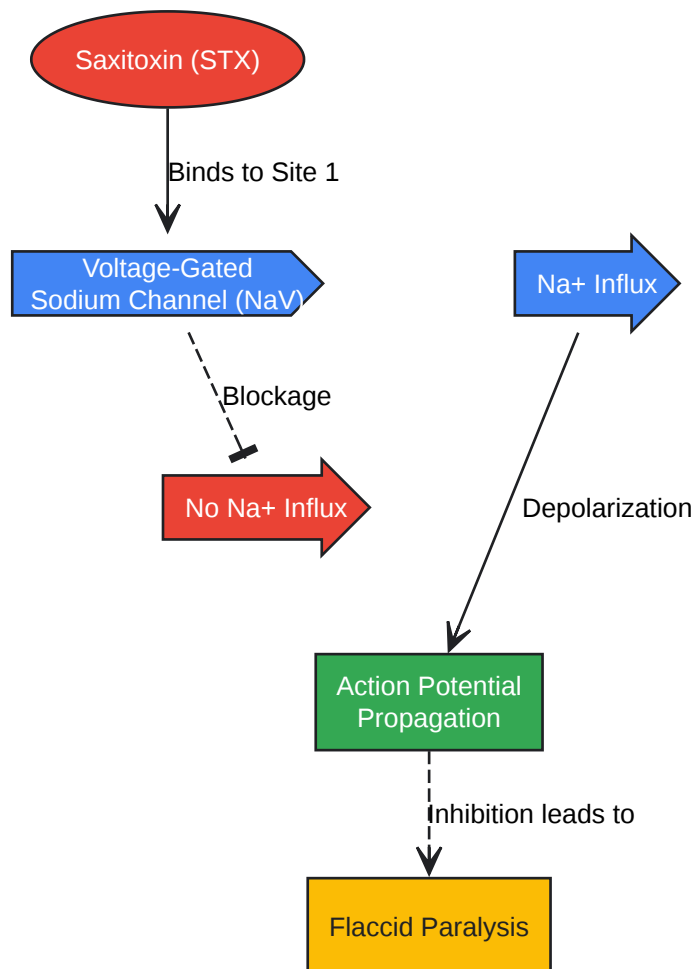 Saxitoxin (STX)
Binds to Site 1
Voltage-Gated
Sodium Channel (NaV)
Na+ Influx
Blockage
No Na+ Influx
Depolarization
Action Potential
Propagation
Inhibition leads to
Flaccid Paralysis